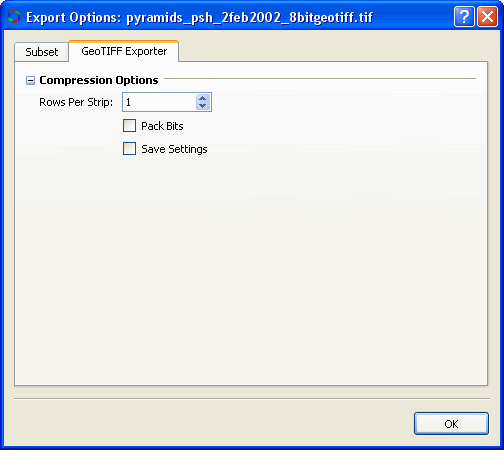 Export Options: pyramids_psh_2feb2002_8bitgeotiff.tif
Subset
GeoTIFF Exporter
Compression Options
Rows Per Strip: 1
Pack Bits
Save Settings
OK